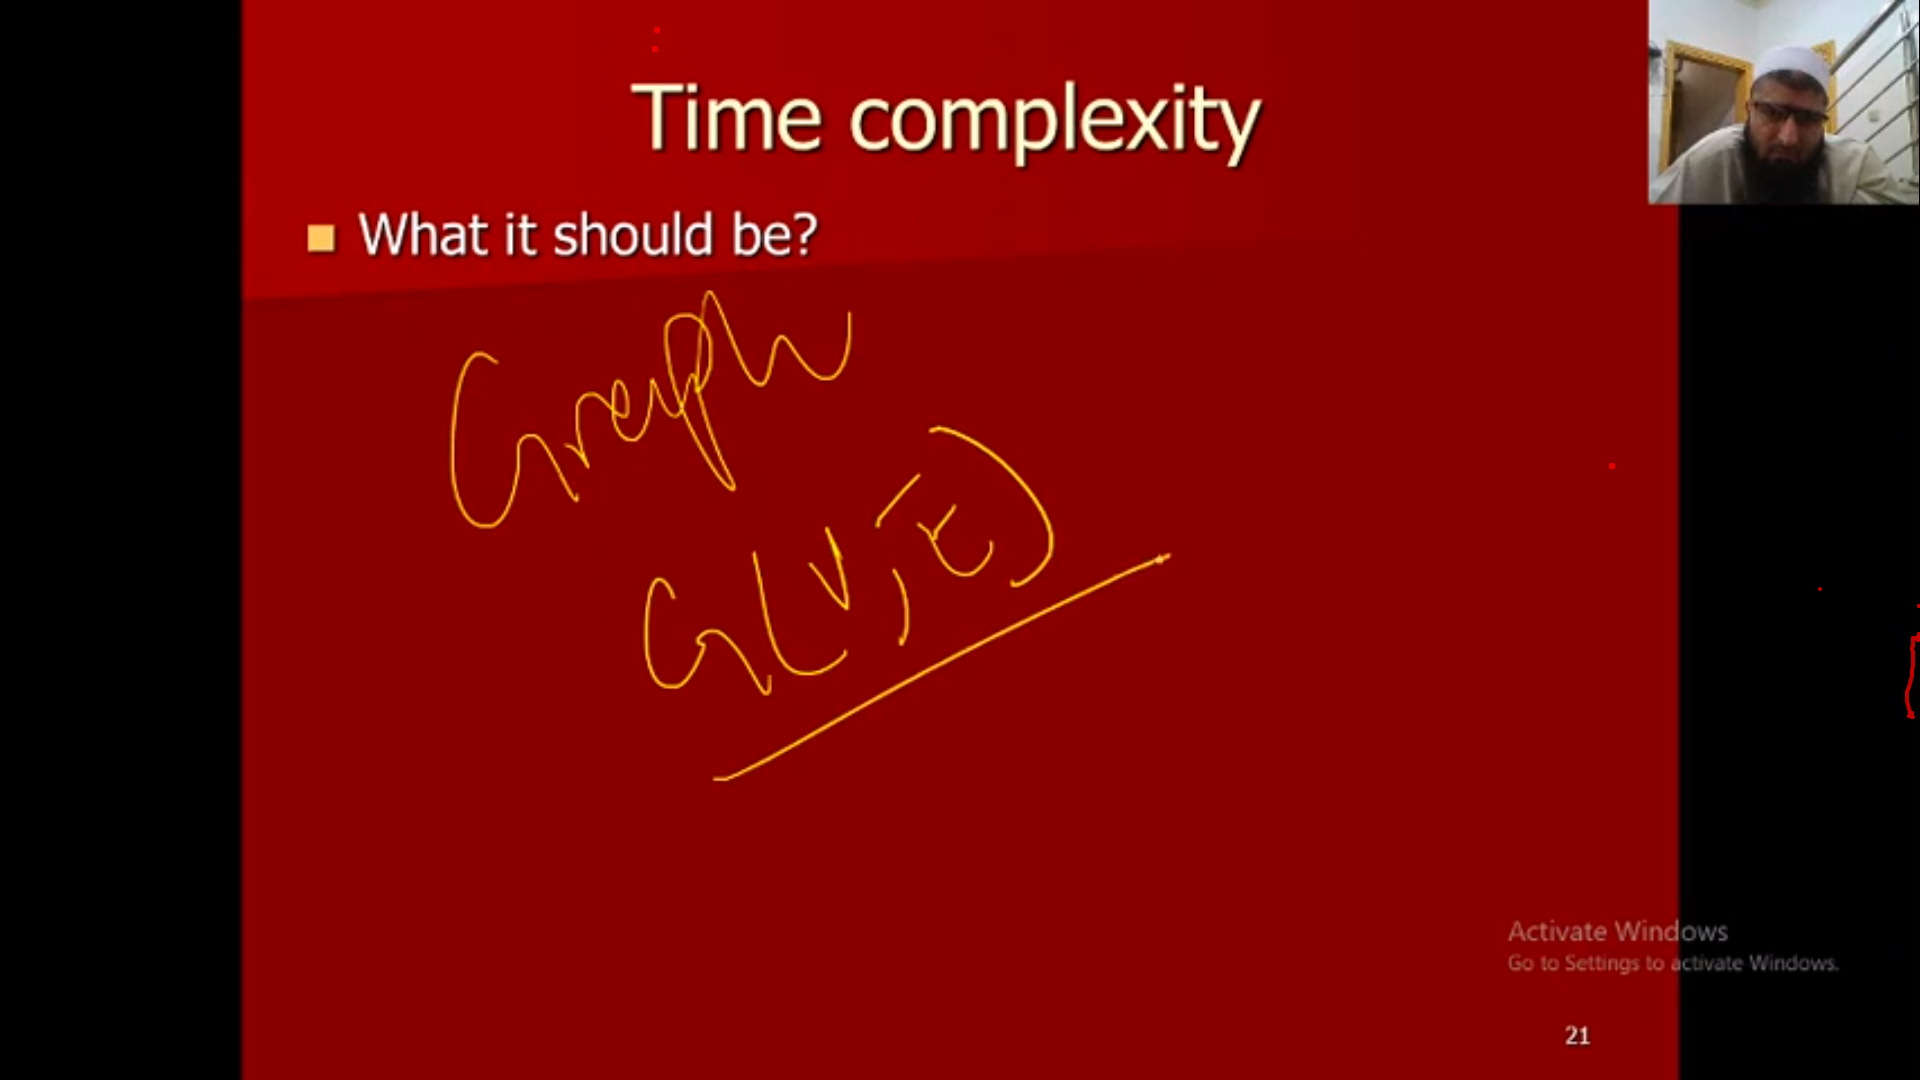 Time complexity
What it should be?
Graph
G(V,E)
Activate Windows
Go to Settings to activate Windows.
21